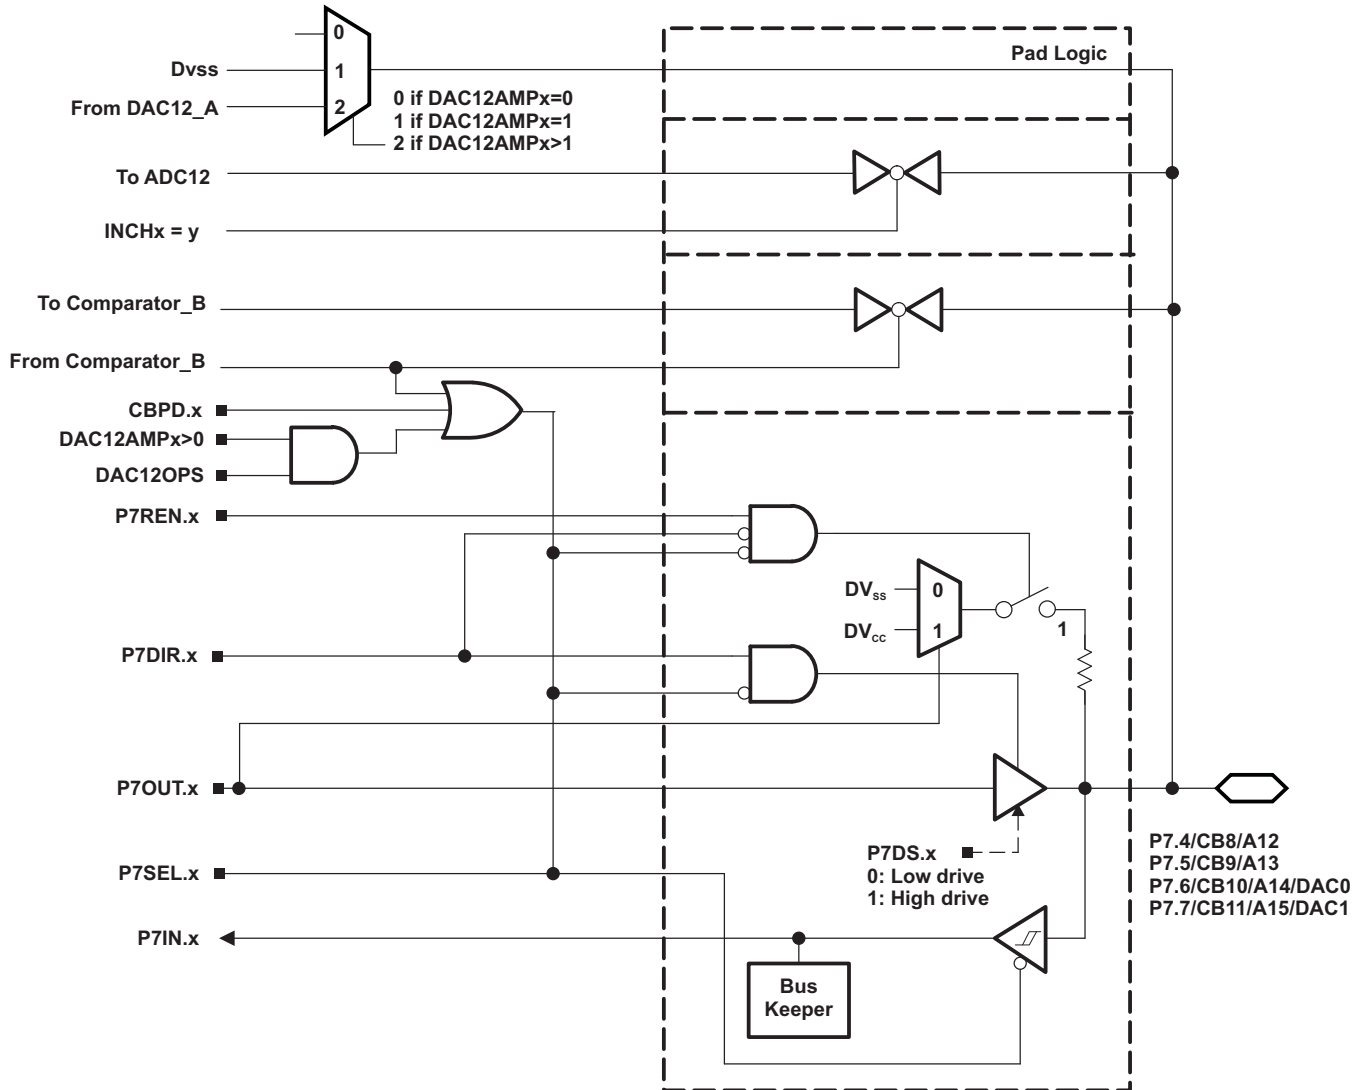 0
Pad Logic
Dvss
1
From DAC12_A
2
0 if DAC12AMPx=0
1 if DAC12AMPx=1
2 if DAC12AMPx>1
To ADC12
INCHx = y
To Comparator_B
From Comparator_B
CBPD.x
DAC12AMPx>0
DAC12OPS
P7REN.x
DVSS
0
DVCC
1
1
P7DIR.x
P7OUT.x
P7DS.x
0: Low drive
1: High drive
P7.4/CB8/A12
P7.5/CB9/A13
P7.6/CB10/A14/DAC0
P7.7/CB11/A15/DAC1
P7SEL.x
P7IN.x
Bus
Keeper